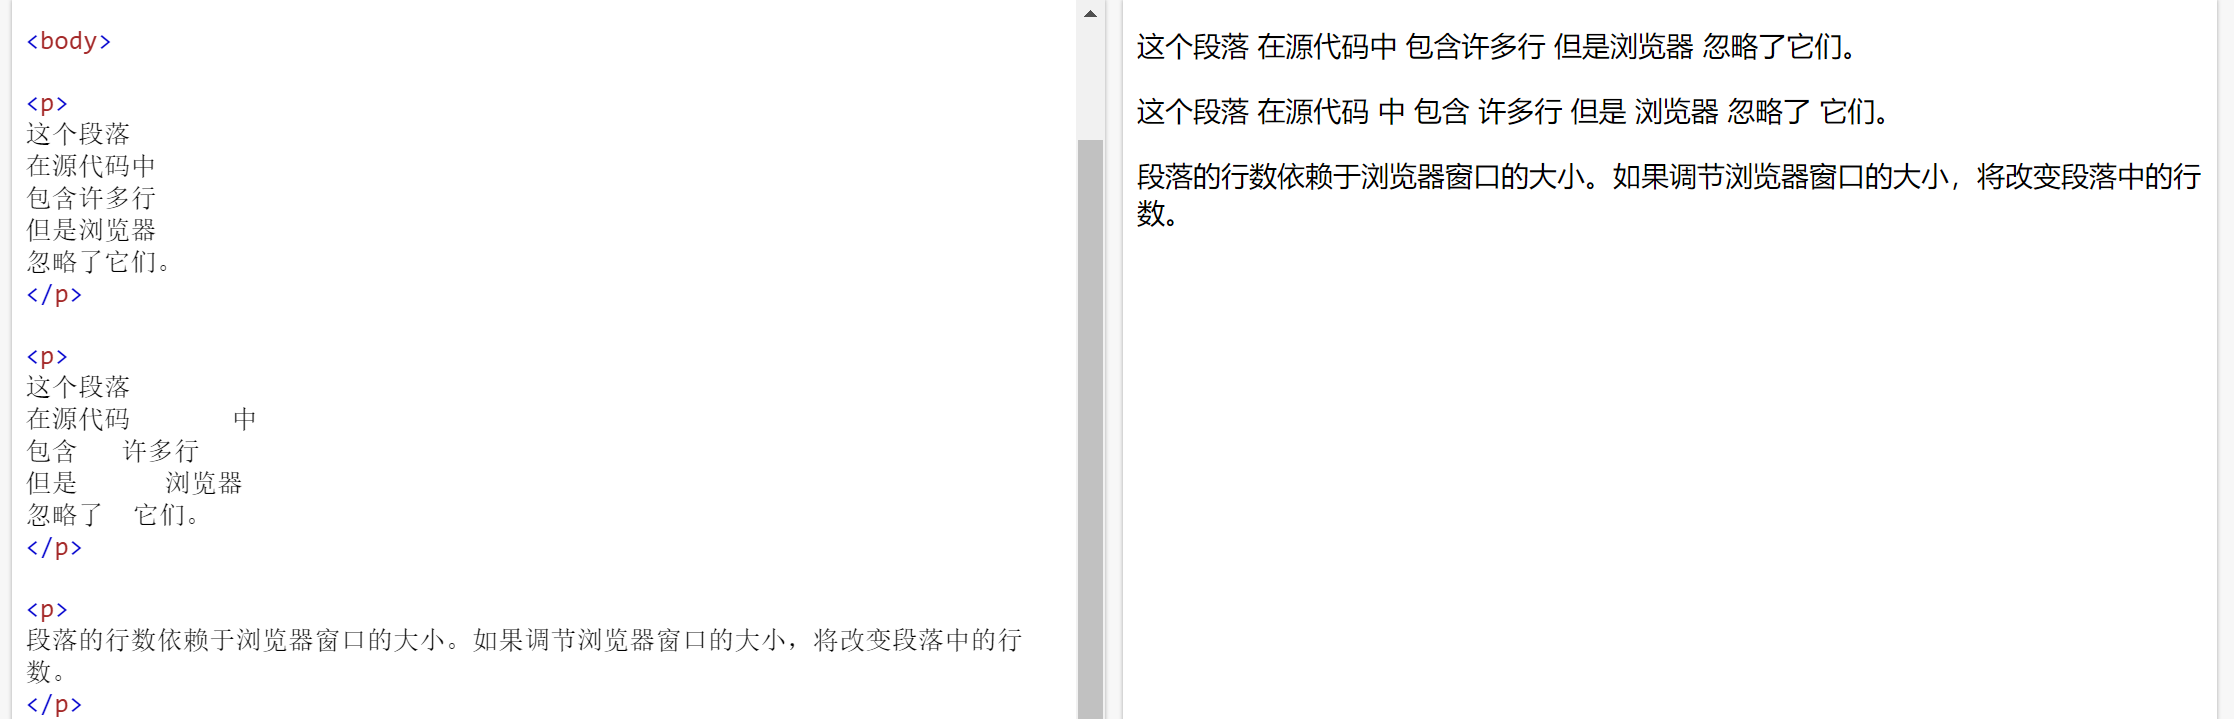 <body>
<p>
这个段落
在源代码中
包含许多行
但是浏览器
忽略了它们。
</p>
<p>
这个段落
在源代码       中
包含   许多行
但是      浏览器
忽略了  它们。
</p>
<p>
段落的行数依赖于浏览器窗口的大小。如果调节浏览器窗口的大小，将改变段落中的行
数。
</p>
这个段落 在源代码中 包含许多行 但是浏览器 忽略了它们。
这个段落 在源代码 中 包含 许多行 但是 浏览器 忽略了 它们。
段落的行数依赖于浏览器窗口的大小。如果调节浏览器窗口的大小，将改变段落中的行
数。